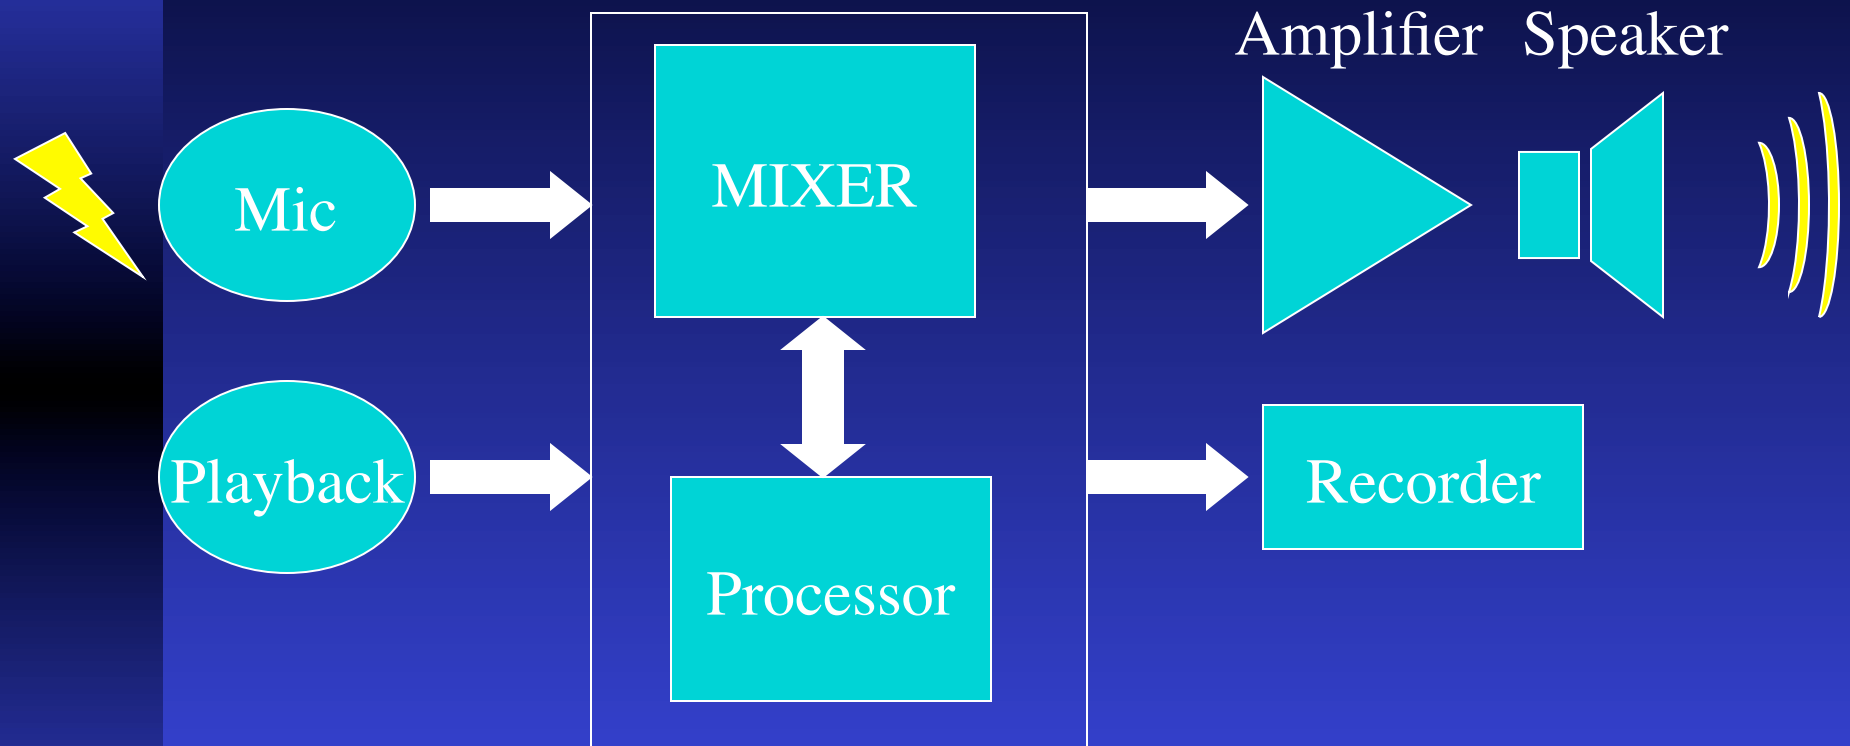 Amplifier Speaker
Mic
MIXER
Playback
Recorder
Processor